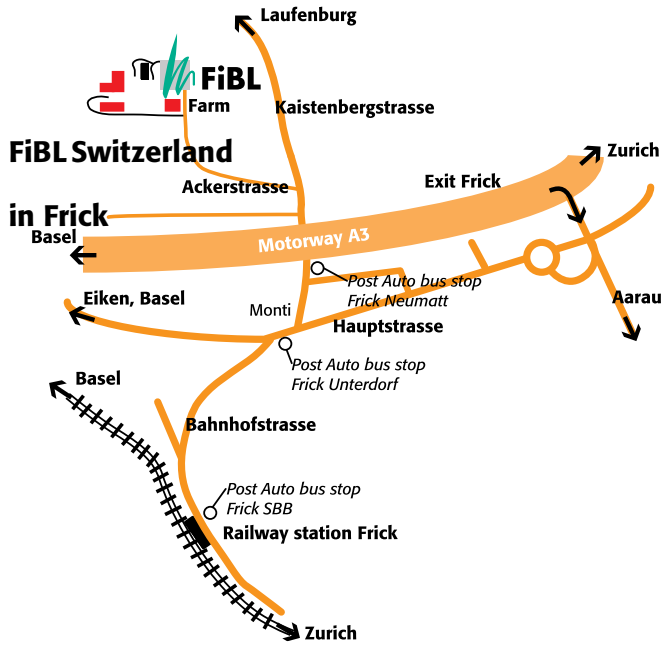 Laufenburg
FiBL
Farm
Kaistenbergstrasse
FiBL Switzerland
Zurich
Exit Frick
Ackerstrasse
in Frick
Basel
Motorway A3
Post Auto bus stop
Frick Neumatt
Eiken, Basel
Aarau
Monti
Hauptstrasse
Post Auto bus stop
Frick Unterdorf
Basel
Bahnhofstrasse
Post Auto bus stop
Frick SBB
Railway station Frick
Zurich